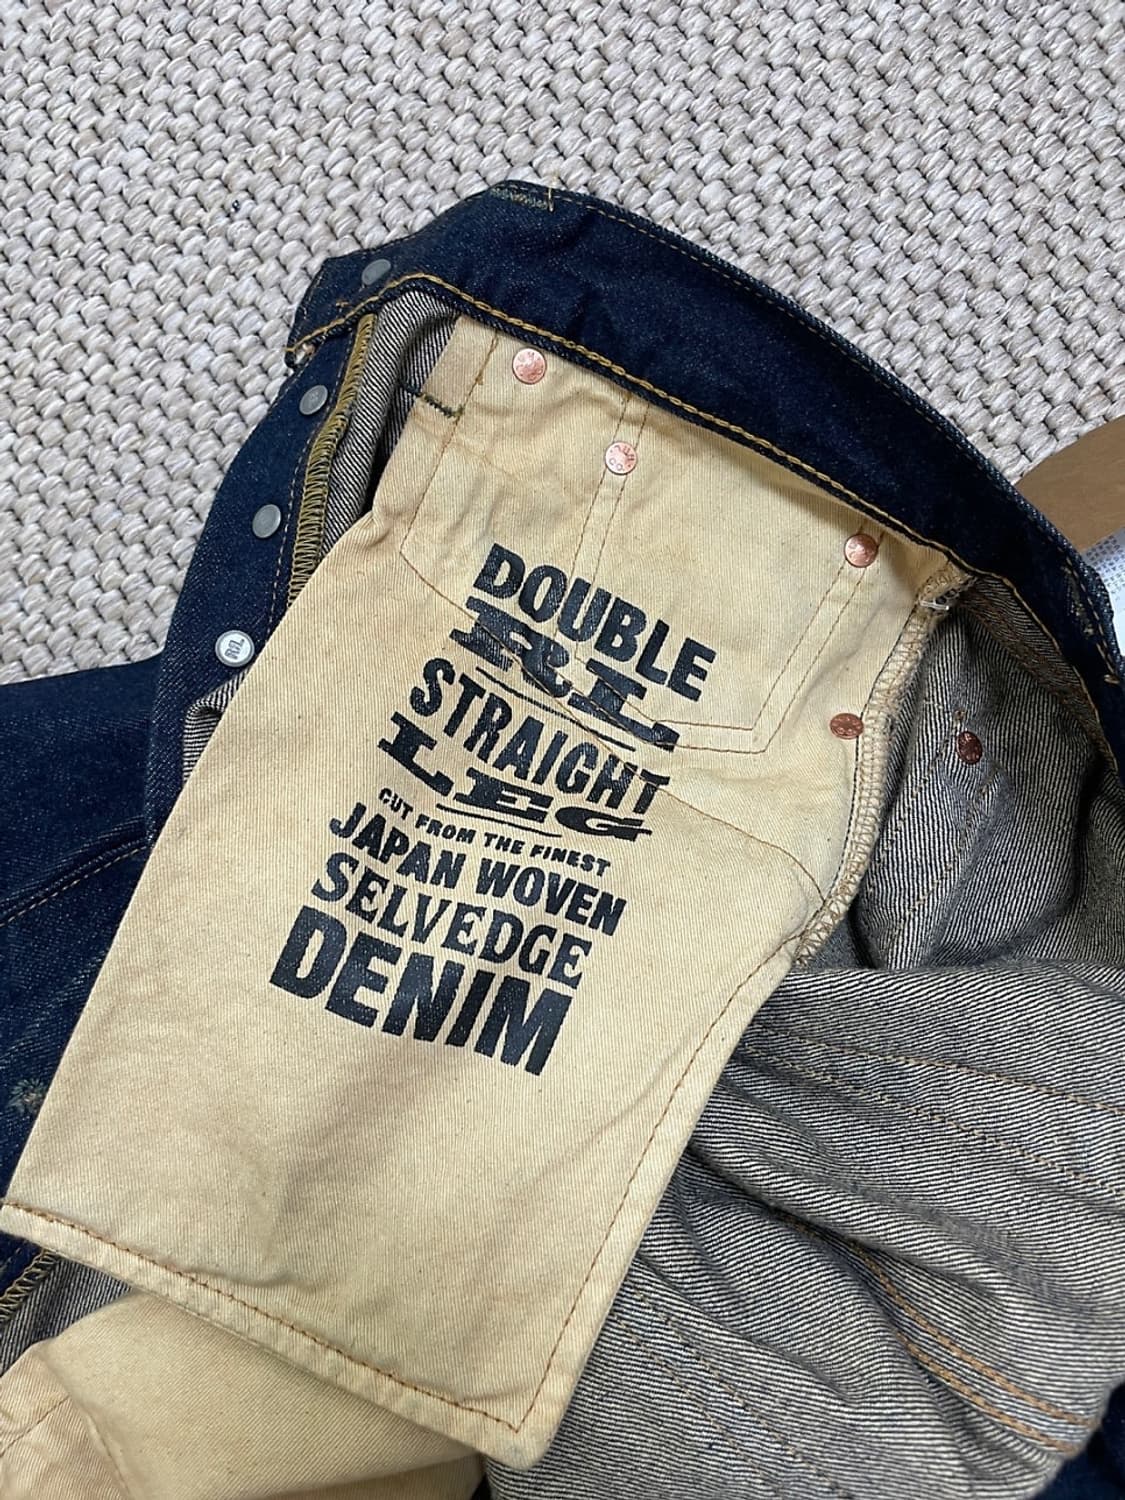 DOUBLE
RL
STRAIGHT
LEG
CUT FROM THE FINEST
JAPAN WOVEN
SELVEDGE
DENIM